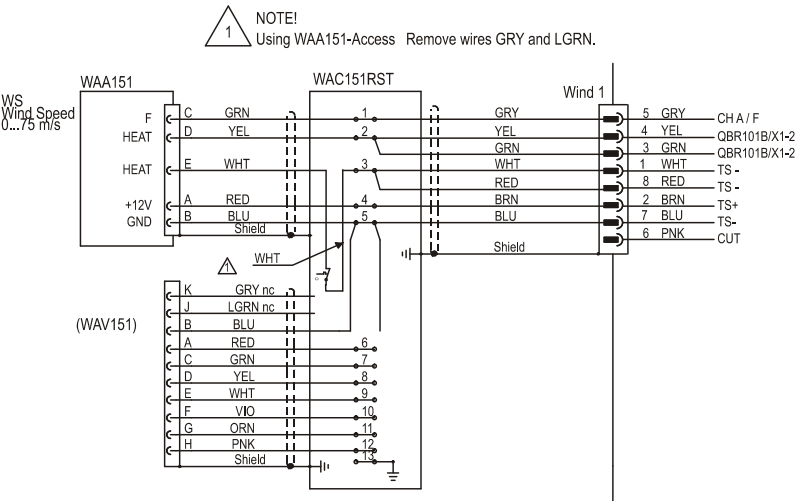 NOTE!
1 Using WAA151-Access Remove wires GRY and LGRN.
WAA151
WAC151RST
Wind 1
WS
Wind Speed
0...75 m/s
F C GRN 1 GRY 5 GRY CH A / F
HEAT D YEL 2 YEL 4 YEL QBR101B/X1-2
GRN 3 GRN QBR101B/X1-2
HEAT E WHT 3 WHT 1 WHT TS -
RED 8 RED TS -
+12V A RED 4 BRN 2 BRN TS+
GND B BLU 5 BLU 7 BLU TS-
Shield 6 PNK CUT
Shield
1 WHT
(WAV151)
K GRY nc
J LGRN nc
B BLU
A RED 6
C GRN 7
D YEL 8
E WHT 9
F VIO 10
G ORN 11
H PNK 12
Shield 13